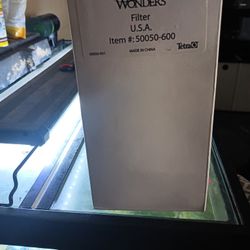 WONDERS
Filter
U.S.A.
Item #: 50050-600
MADE IN CHINA
Tetra